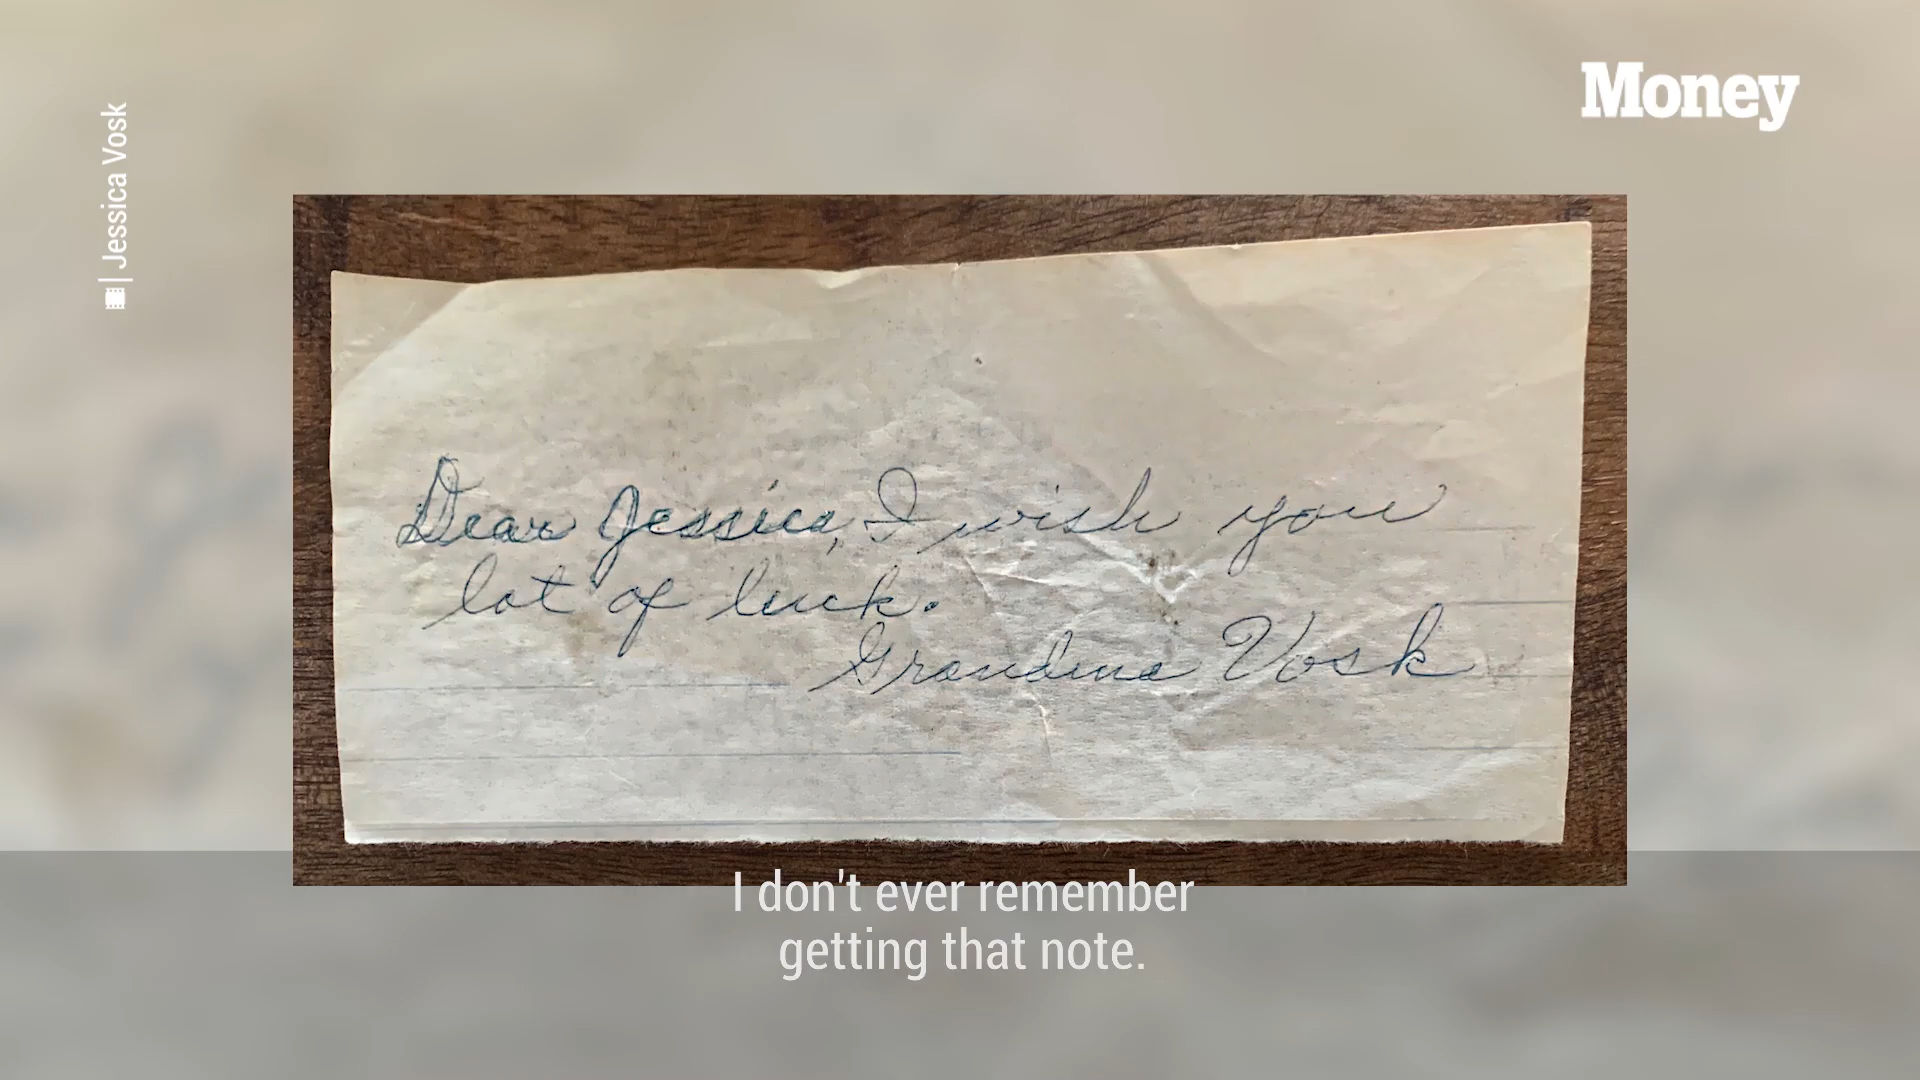 Money
Jessica Vosk
Dear Jessica, I wish you
lot of luck.
Grandma Vosk
I don't ever remember
getting that note.